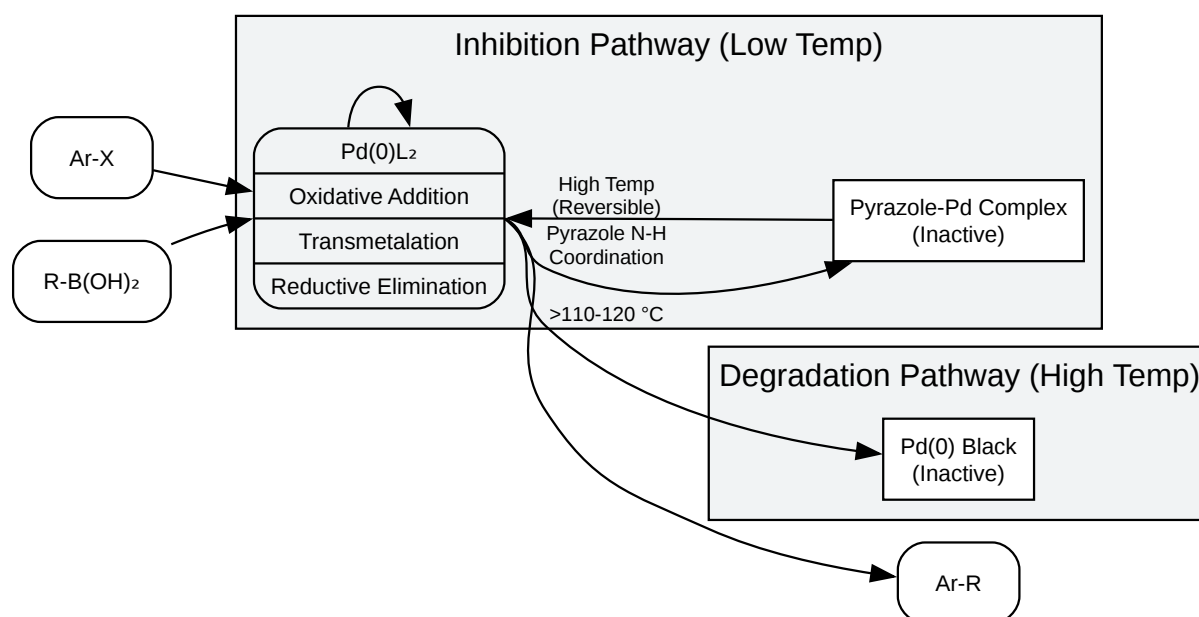 Inhibition Pathway (Low Temp)
Ar-X
R-B(OH)₂
Pd(0)L₂
Oxidative Addition
Transmetalation
Reductive Elimination
High Temp
(Reversible)
Pyrazole N-H
Coordination
Pyrazole-Pd Complex
(Inactive)
>110-120 °C
Degradation Pathway (High Temp)
Pd(0) Black
(Inactive)
Ar-R